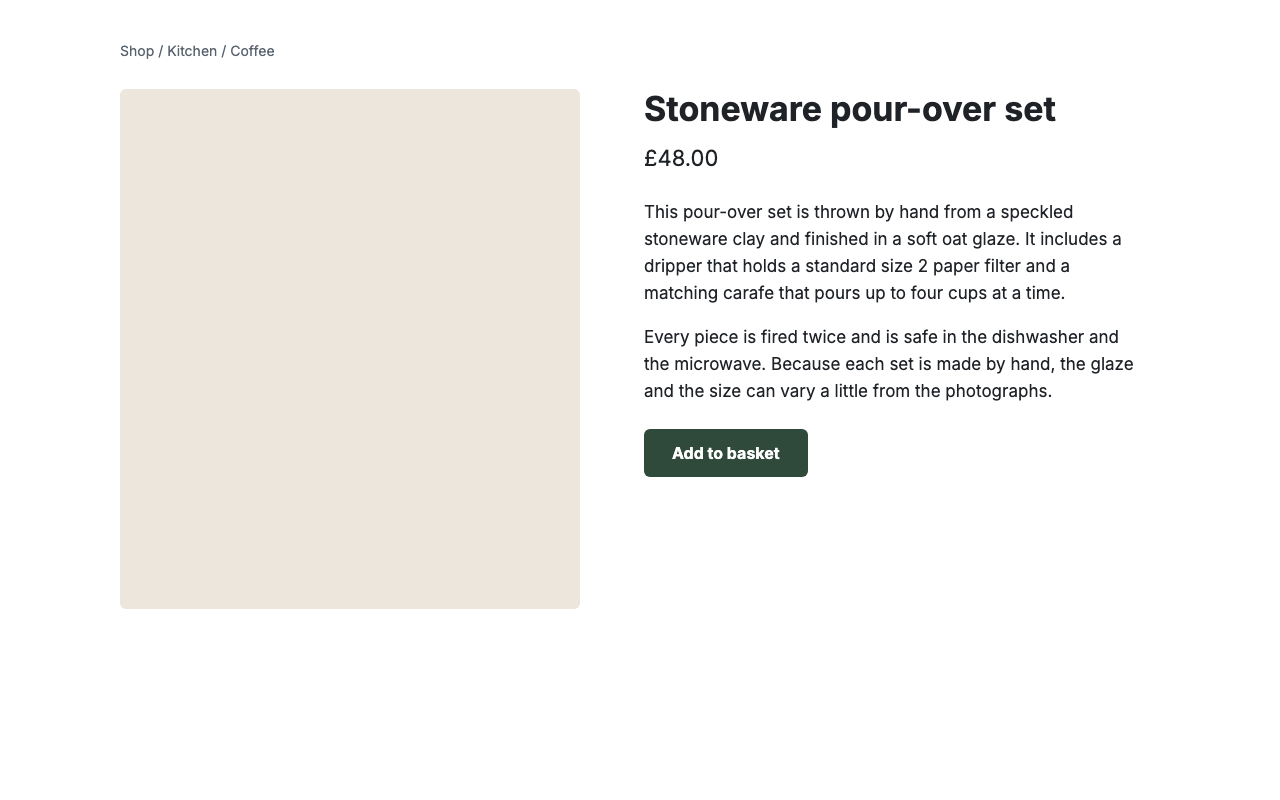 Shop / Kitchen / Coffee
Stoneware pour-over set
£48.00
This pour-over set is thrown by hand from a speckled
stoneware clay and finished in a soft oat glaze. It includes a
dripper that holds a standard size 2 paper filter and a
matching carafe that pours up to four cups at a time.
Every piece is fired twice and is safe in the dishwasher and
the microwave. Because each set is made by hand, the glaze
and the size can vary a little from the photographs.
Add to basket